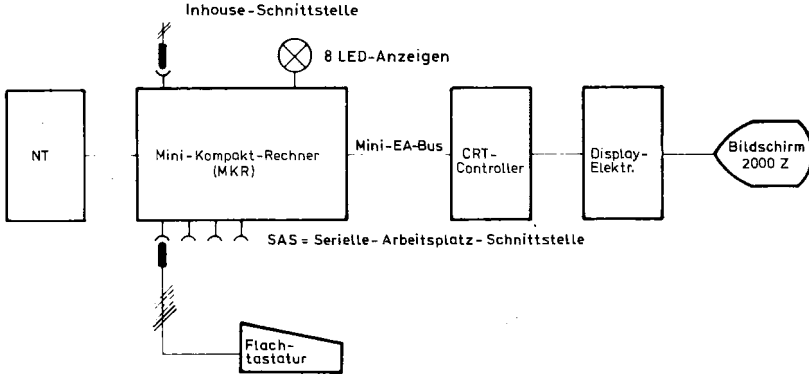 Inhouse-Schnittstelle
8 LED-Anzeigen
NT
Mini-Kompakt-Rechner
(MKR)
Mini-EA-Bus
CRT-
Controller
Display-
Elektr.
Bildschirm
2000 Z
SAS = Serielle-Arbeitsplatz-Schnittstelle
Flach-
tastatur